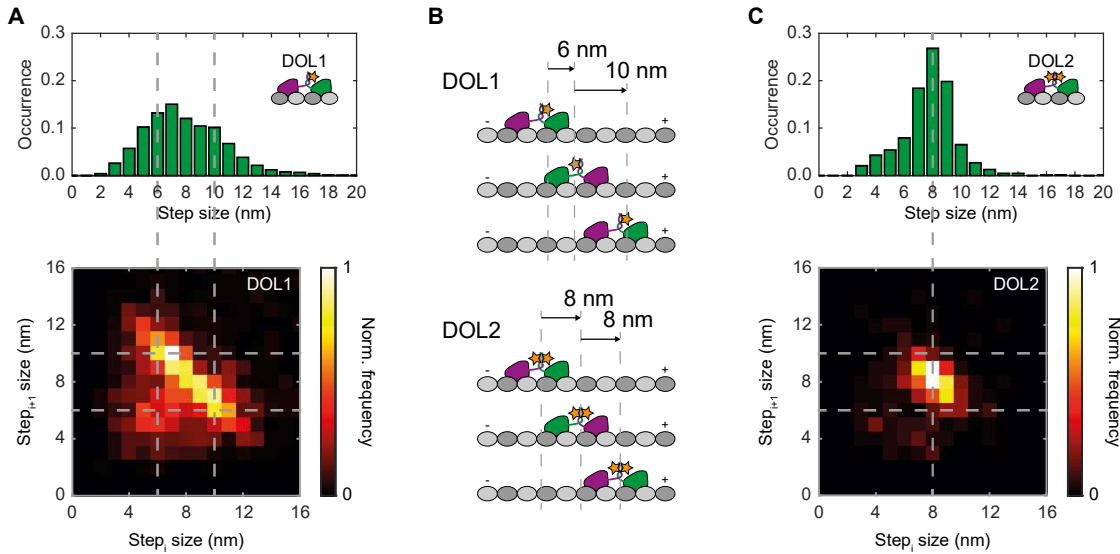 A
B
C
0.3
0.2
0.1
0.0
Occurrence
DOL1
0 2 4 6 8 10 12 14 16 18 20
Step size (nm)
16
12
8
4
0
Step i+1 size (nm)
DOL1
0 4 8 12 16
Step i size (nm)
1
0
Norm. frequency
6 nm
10 nm
DOL1
- +
- +
- +
8 nm
8 nm
DOL2
- +
- +
- +
0.3
0.2
0.1
0.0
Occurrence
DOL2
0 2 4 6 8 10 12 14 16 18 20
Step size (nm)
16
12
8
4
0
Step i+1 size (nm)
DOL2
0 4 8 12 16
Step i size (nm)
1
0
Norm. frequency